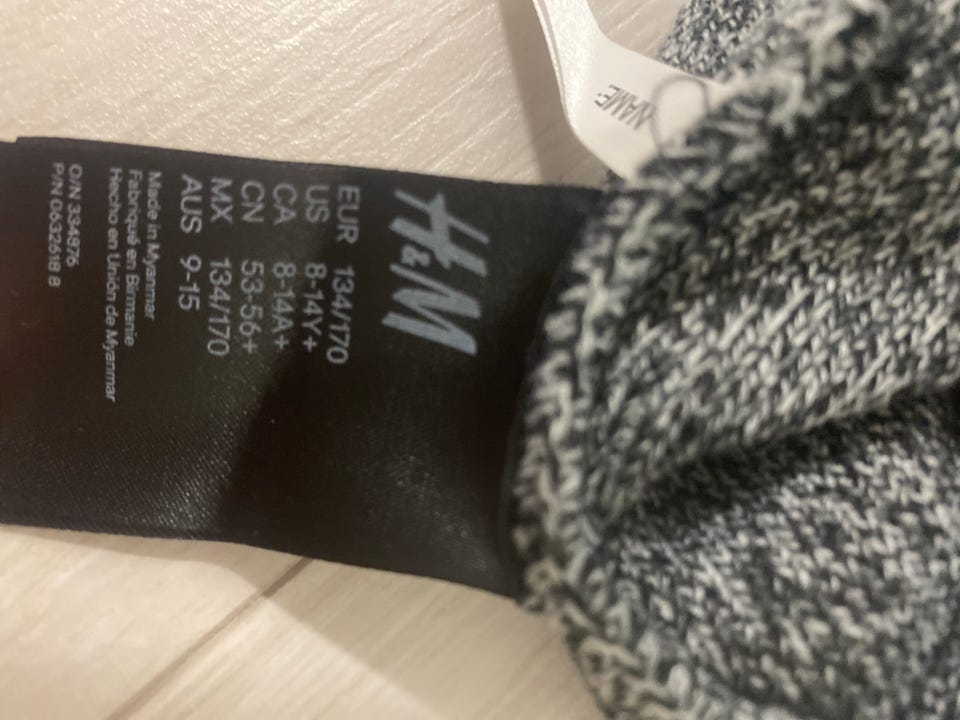 H&M
EUR 134/170
US 8-14Y+
CA 8-14A+
CN 53-56+
MX 134/170
AUS 9-15
Made in Myanmar
Fabriqué en Birmanie
Hecho en Unión de Myanmar
O/N 334876
P/N 0632618 8
NAME: